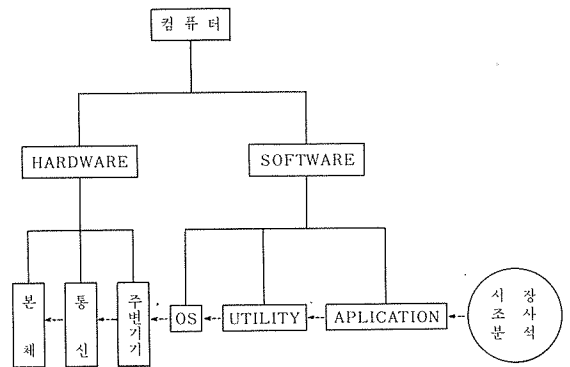 컴 퓨 터
HARDWARE
SOFTWARE
본 체
통 신
주변기기
OS
UTILITY
APLICATION
시 장
조 사
분 석